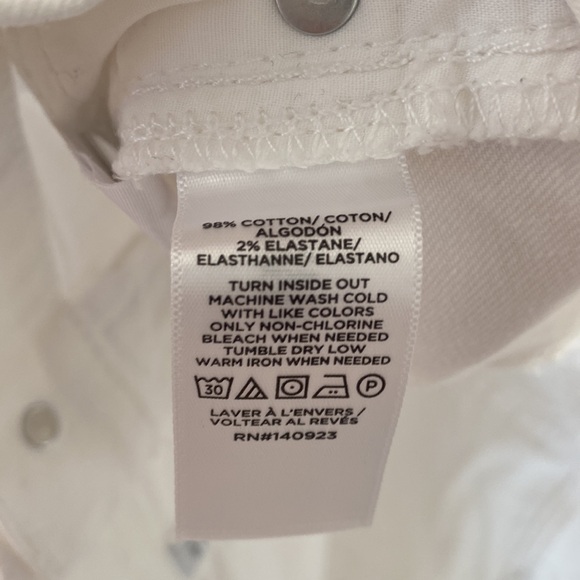 98% COTTON/ COTON/
ALGODÓN
2% ELASTANE/
ELASTHANNE/ ELASTANO
TURN INSIDE OUT
MACHINE WASH COLD
WITH LIKE COLORS
ONLY NON-CHLORINE
BLEACH WHEN NEEDED
TUMBLE DRY LOW
WARM IRON WHEN NEEDED
30 P
LAVER À L'ENVERS /
VOLTEAR AL REVÉS
RN#140923